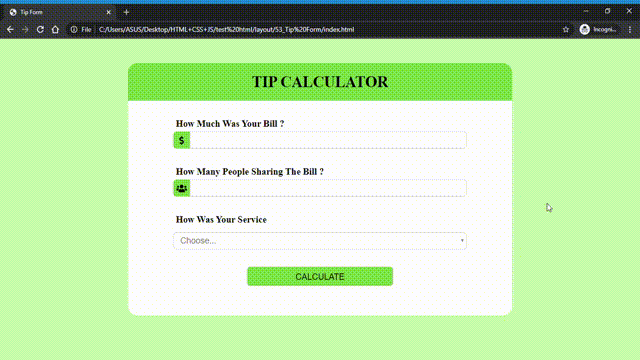 Tip Form
File
C:/Users/ASUS/Desktop/HTML+CSS+JS/test%20html/layout/53_Tip%20Form/index.html
Incogni...
TIP CALCULATOR
How Much Was Your Bill ?
$
How Many People Sharing The Bill ?
How Was Your Service
Choose...
CALCULATE